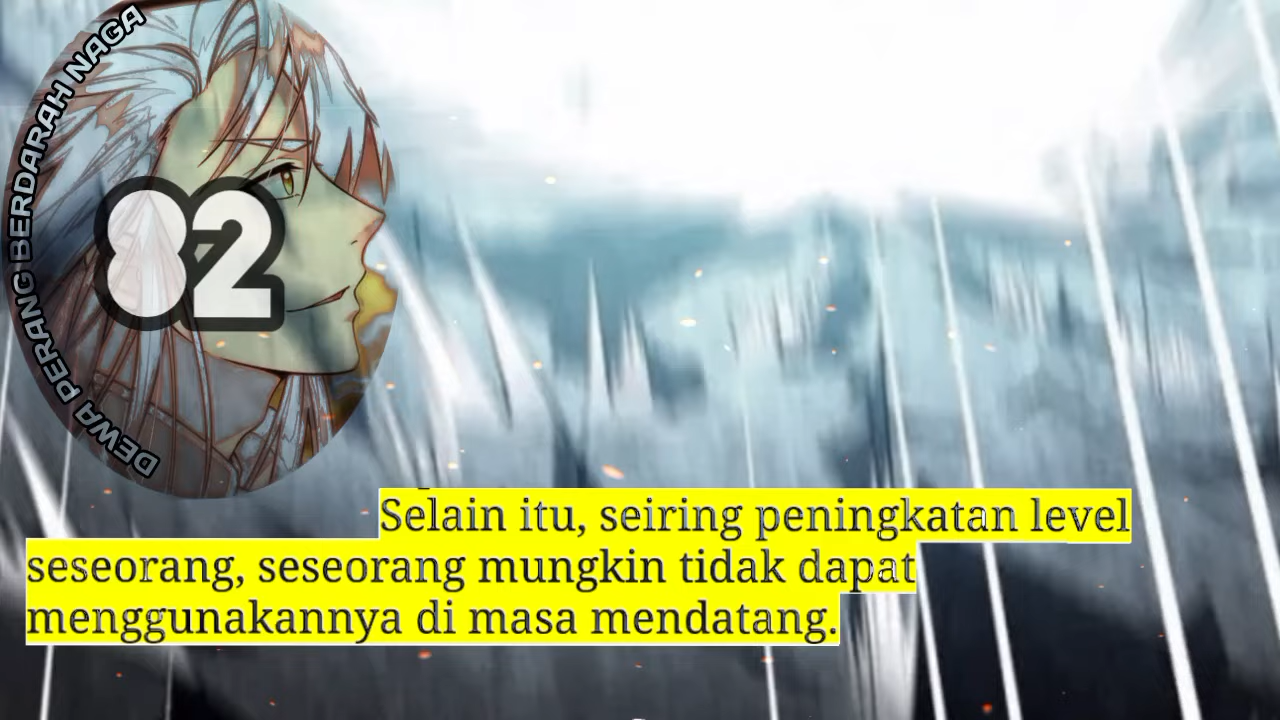 DEWA PERANG BERDARAH NAGA
82
Selain itu, seiring peningkatan level
seseorang, seseorang mungkin tidak dapat
menggunakannya di masa mendatang.